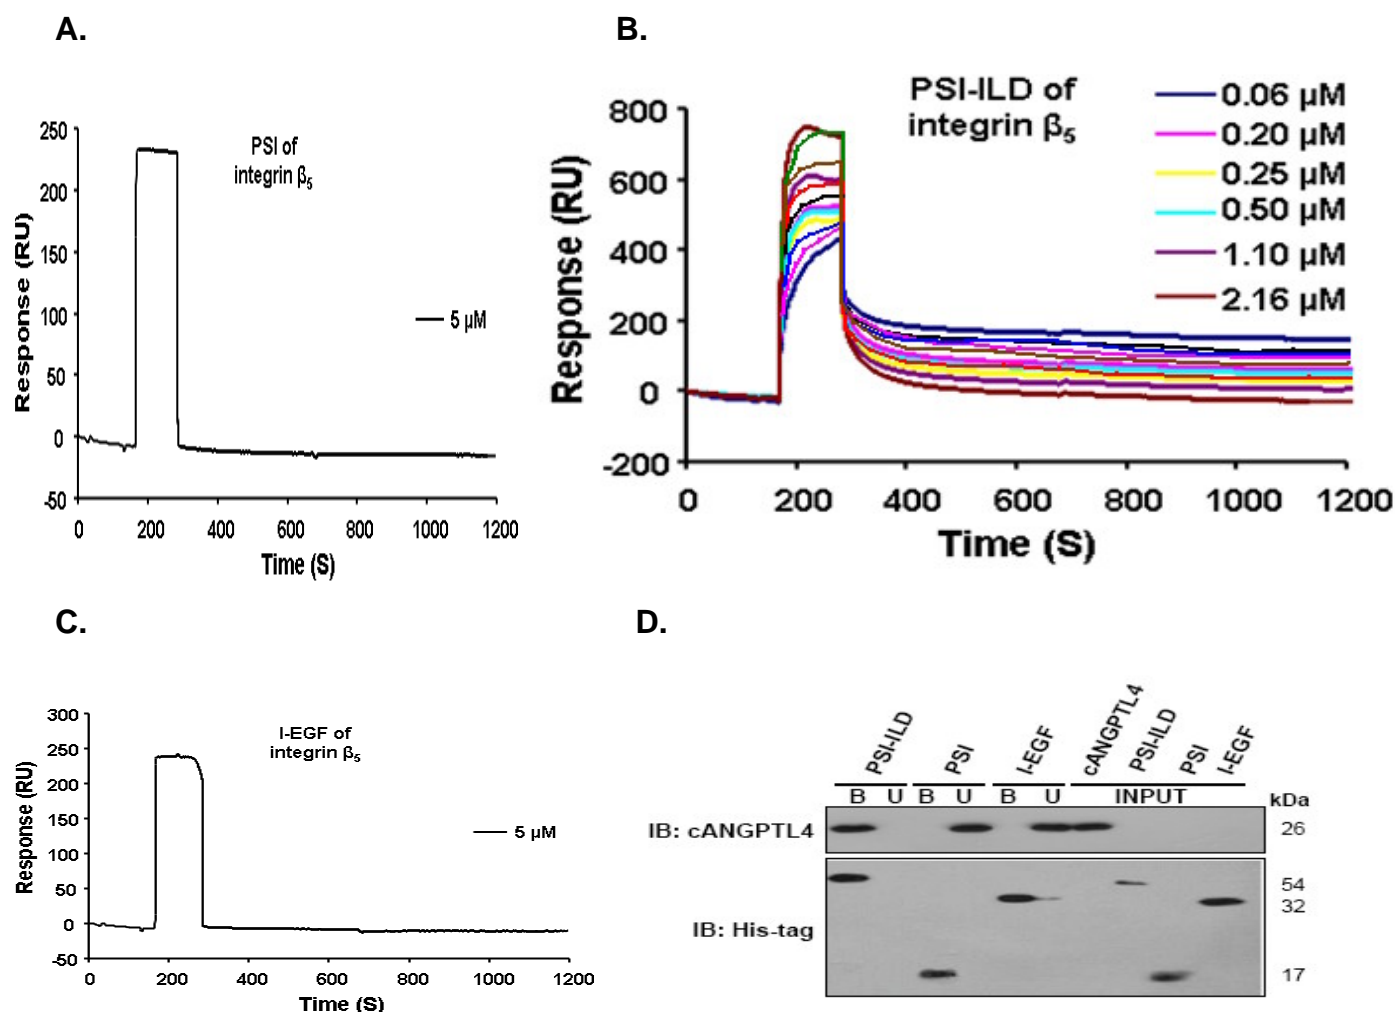 A.
250
200
150
100
50
0
-50
Response (RU)
PSI of
integrin β5
5 µM
0 200 400 600 800 1000 1200
Time (S)
B.
800
600
400
200
0
-200
Response (RU)
PSI-ILD of
integrin β5
0.06 µM
0.20 µM
0.25 µM
0.50 µM
1.10 µM
2.16 µM
0 200 400 600 800 1000 1200
Time (S)
C.
300
250
200
150
100
50
0
-50
Response (RU)
I-EGF of
integrin β5
5 µM
0 200 400 600 800 1000 1200
Time (S)
D.
PSI-ILD PSI I-EGF cANGPTL4 PSI-ILD PSI I-EGF
B U B U B U INPUT kDa
IB: cANGPTL4 26
54
32
IB: His-tag
17